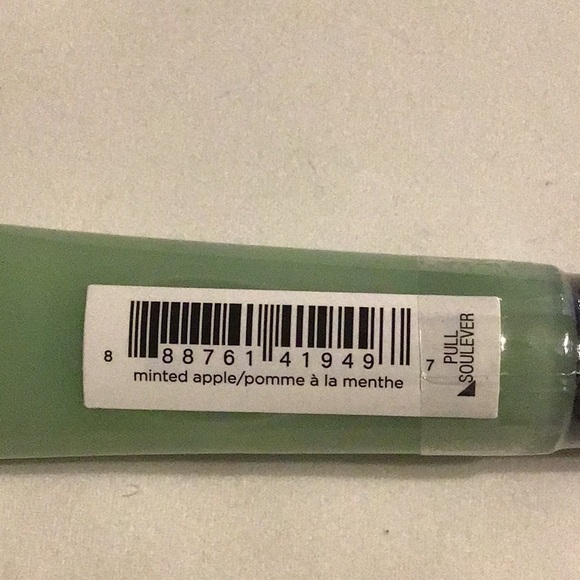 8 88761 41949 7
minted apple/pomme à la menthe
PULL
SOULEVER